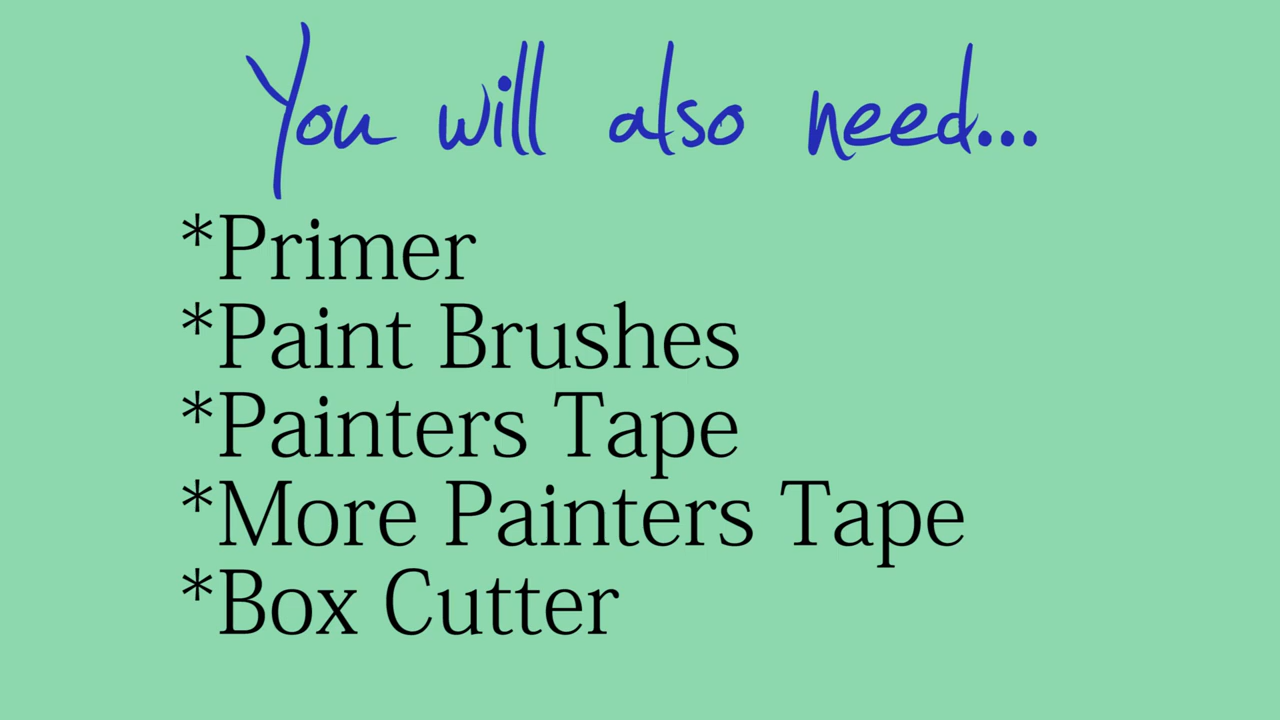 You will also need...
*Primer
*Paint Brushes
*Painters Tape
*More Painters Tape
*Box Cutter